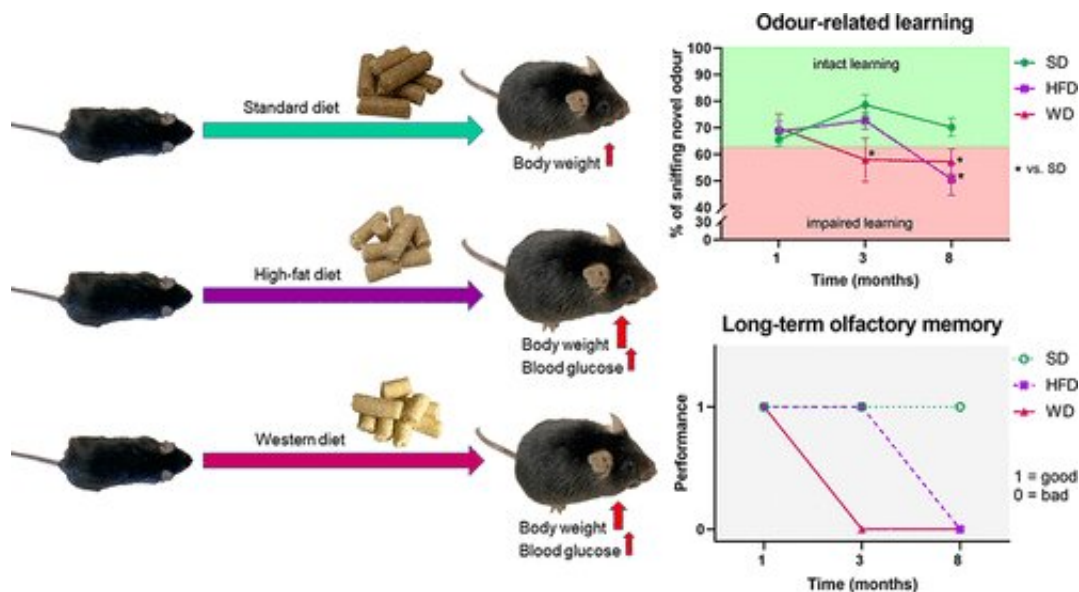 Standard diet
Body weight
High-fat diet
Body weight
Blood glucose
Western diet
Body weight
Blood glucose
Odour-related learning
% of sniffing novel odour
100
90
80
70
60
50
40
30
0
intact learning
impaired learning
1
3
8
Time (months)
SD
HFD
WD
* vs. SD
Long-term olfactory memory
Performance
1
0
1
3
8
Time (months)
SD
HFD
WD
1 = good
0 = bad